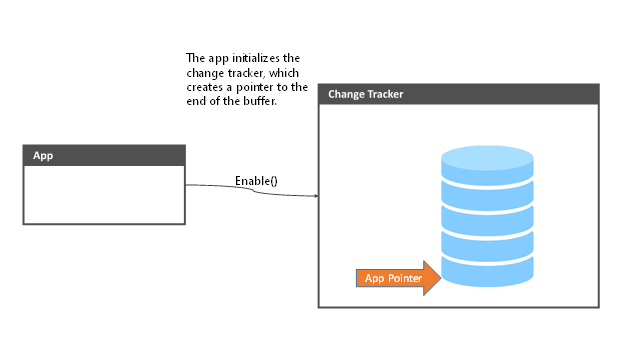 The app initializes the
change tracker, which
creates a pointer to the
end of the buffer.
Change Tracker
App
Enable()
App Pointer